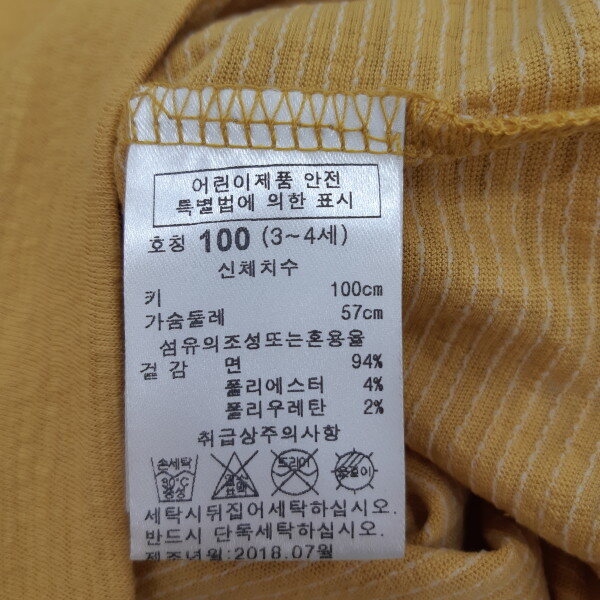 어린이제품 안전
특별법에 의한 표시
호칭 100 (3~4세)
신체치수
키 100cm
가슴둘레 57cm
섬유의조성또는혼용율
겉감 면 94%
폴리에스터 4%
폴리우레탄 2%
취급상주의사항
손세탁 30℃ 중성 표백 드라이 옷걸이
세탁시뒤집어세탁하십시오.
반드시 단독세탁하십시오.
제조년월:2018.07월